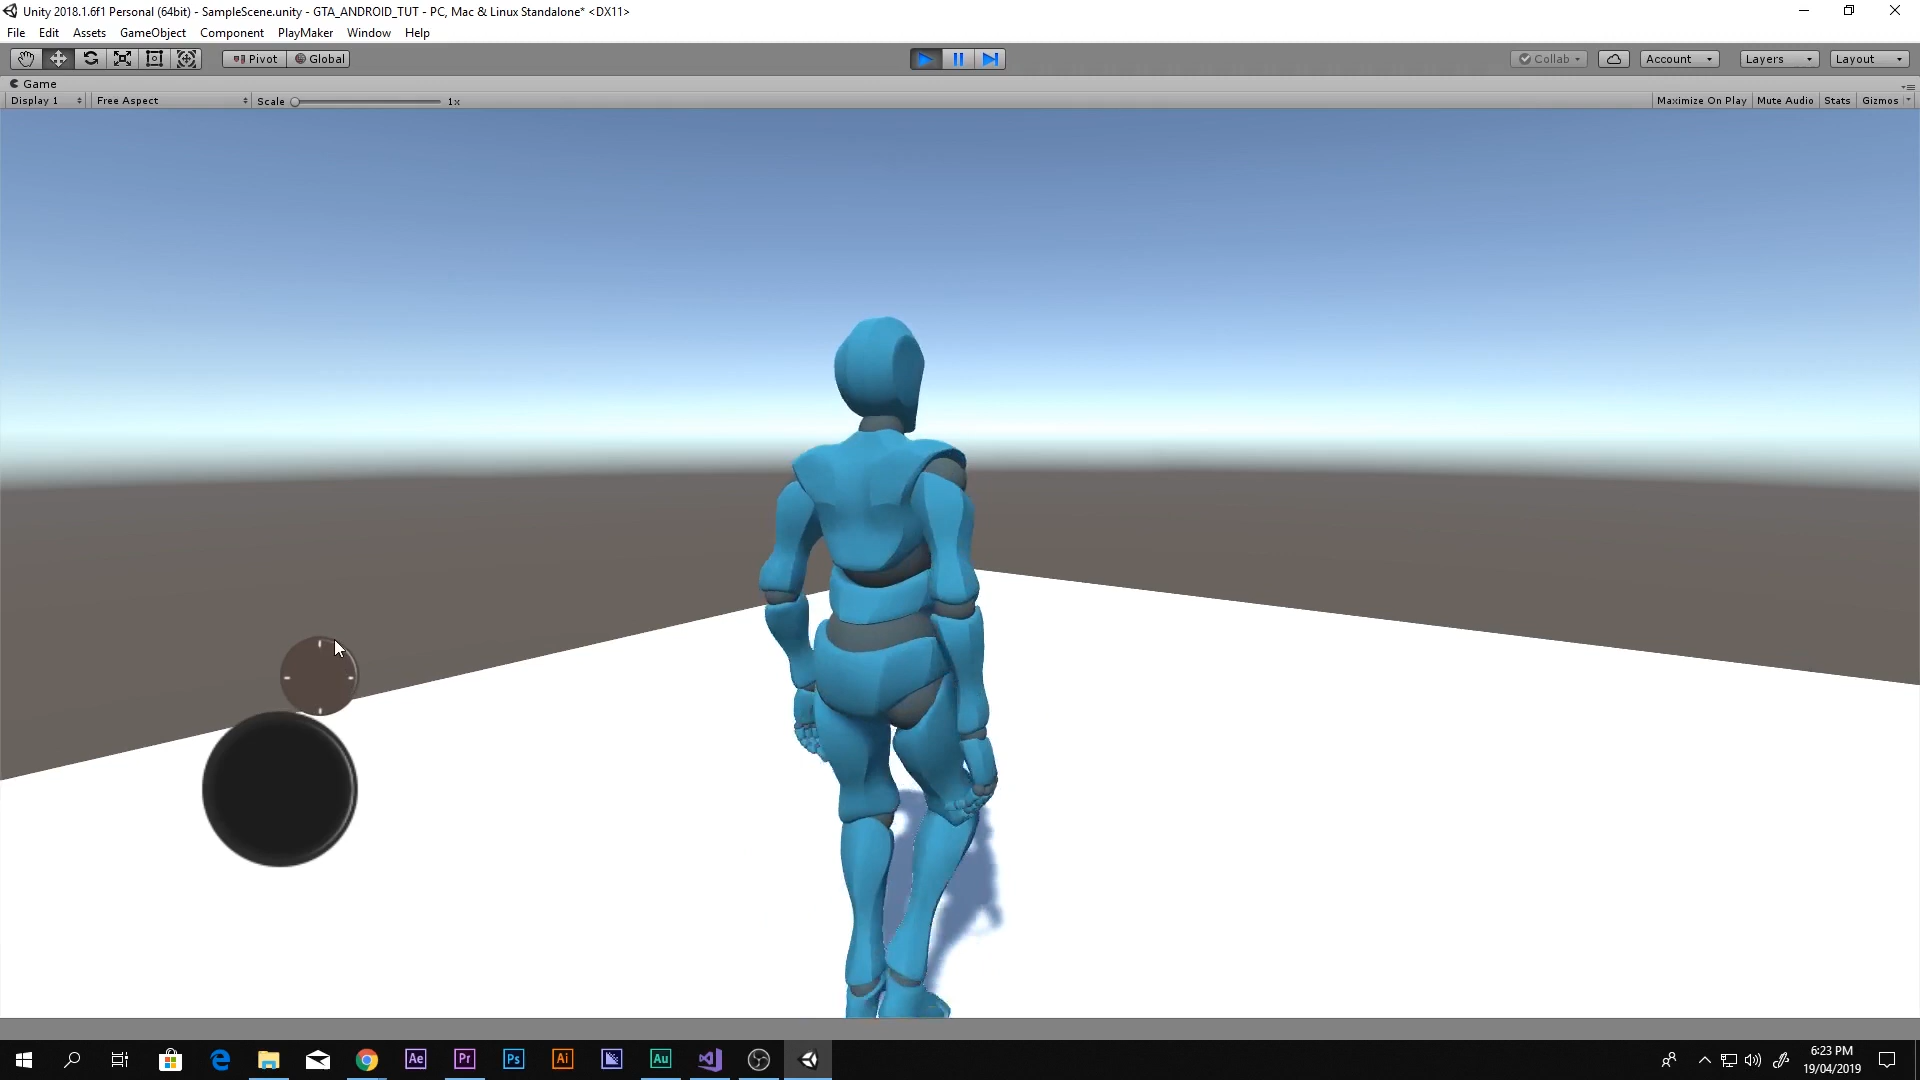 Unity 2018.1.6f1 Personal (64bit) - SampleScene.unity - GTA_ANDROID_TUT - PC, Mac & Linux Standalone* <DX11>
File Edit Assets GameObject Component PlayMaker Window Help
Pivot Global Collab Account Layers Layout
Game
Display 1 Free Aspect Scale 1x Maximize On Play Mute Audio Stats Gizmos
Ae Pr Ps Ai Au
6:23 PM
19/04/2019